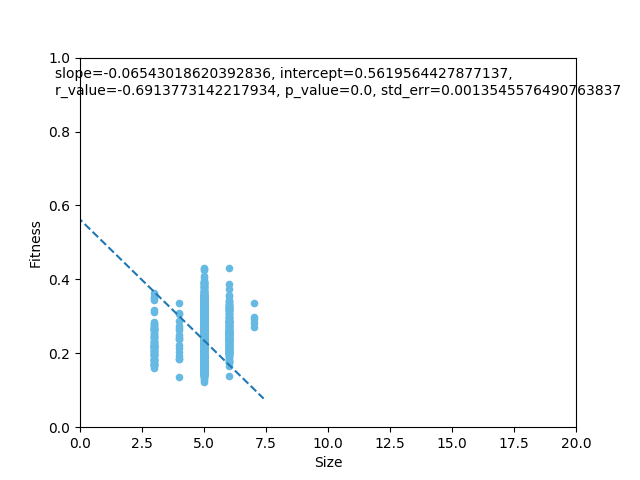 slope=-0.06543018620392836, intercept=0.5619564427877137,
r_value=-0.6913773142217934, p_value=0.0, std_err=0.0013545576490763837
1.0
0.8
0.6
0.4
0.2
0.0
Fitness
0.0 2.5 5.0 7.5 10.0 12.5 15.0 17.5 20.0
Size